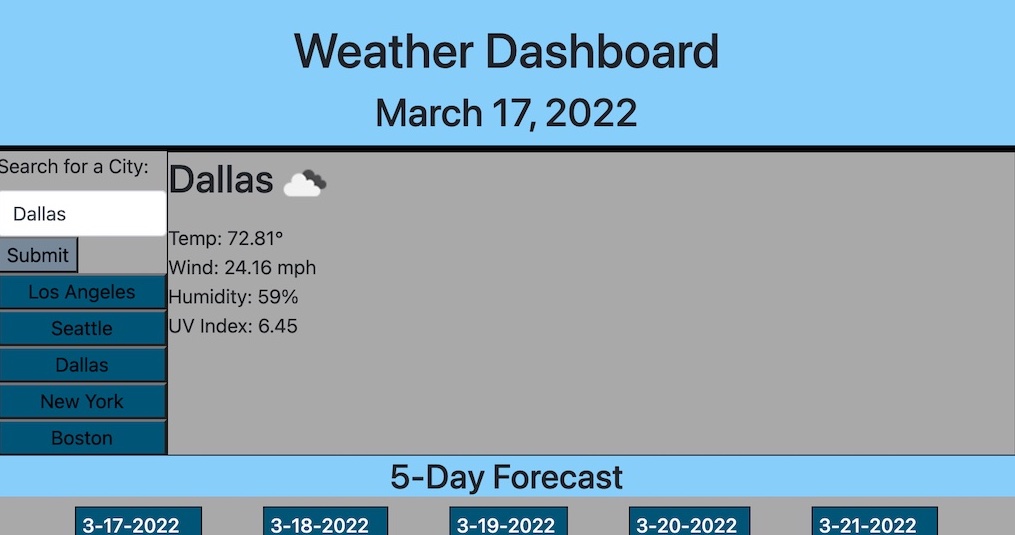 Weather Dashboard
March 17, 2022
Search for a City:
Dallas
Submit
Los Angeles
Seattle
Dallas
New York
Boston
Dallas
Temp: 72.81°
Wind: 24.16 mph
Humidity: 59%
UV Index: 6.45
5-Day Forecast
3-17-2022
3-18-2022
3-19-2022
3-20-2022
3-21-2022